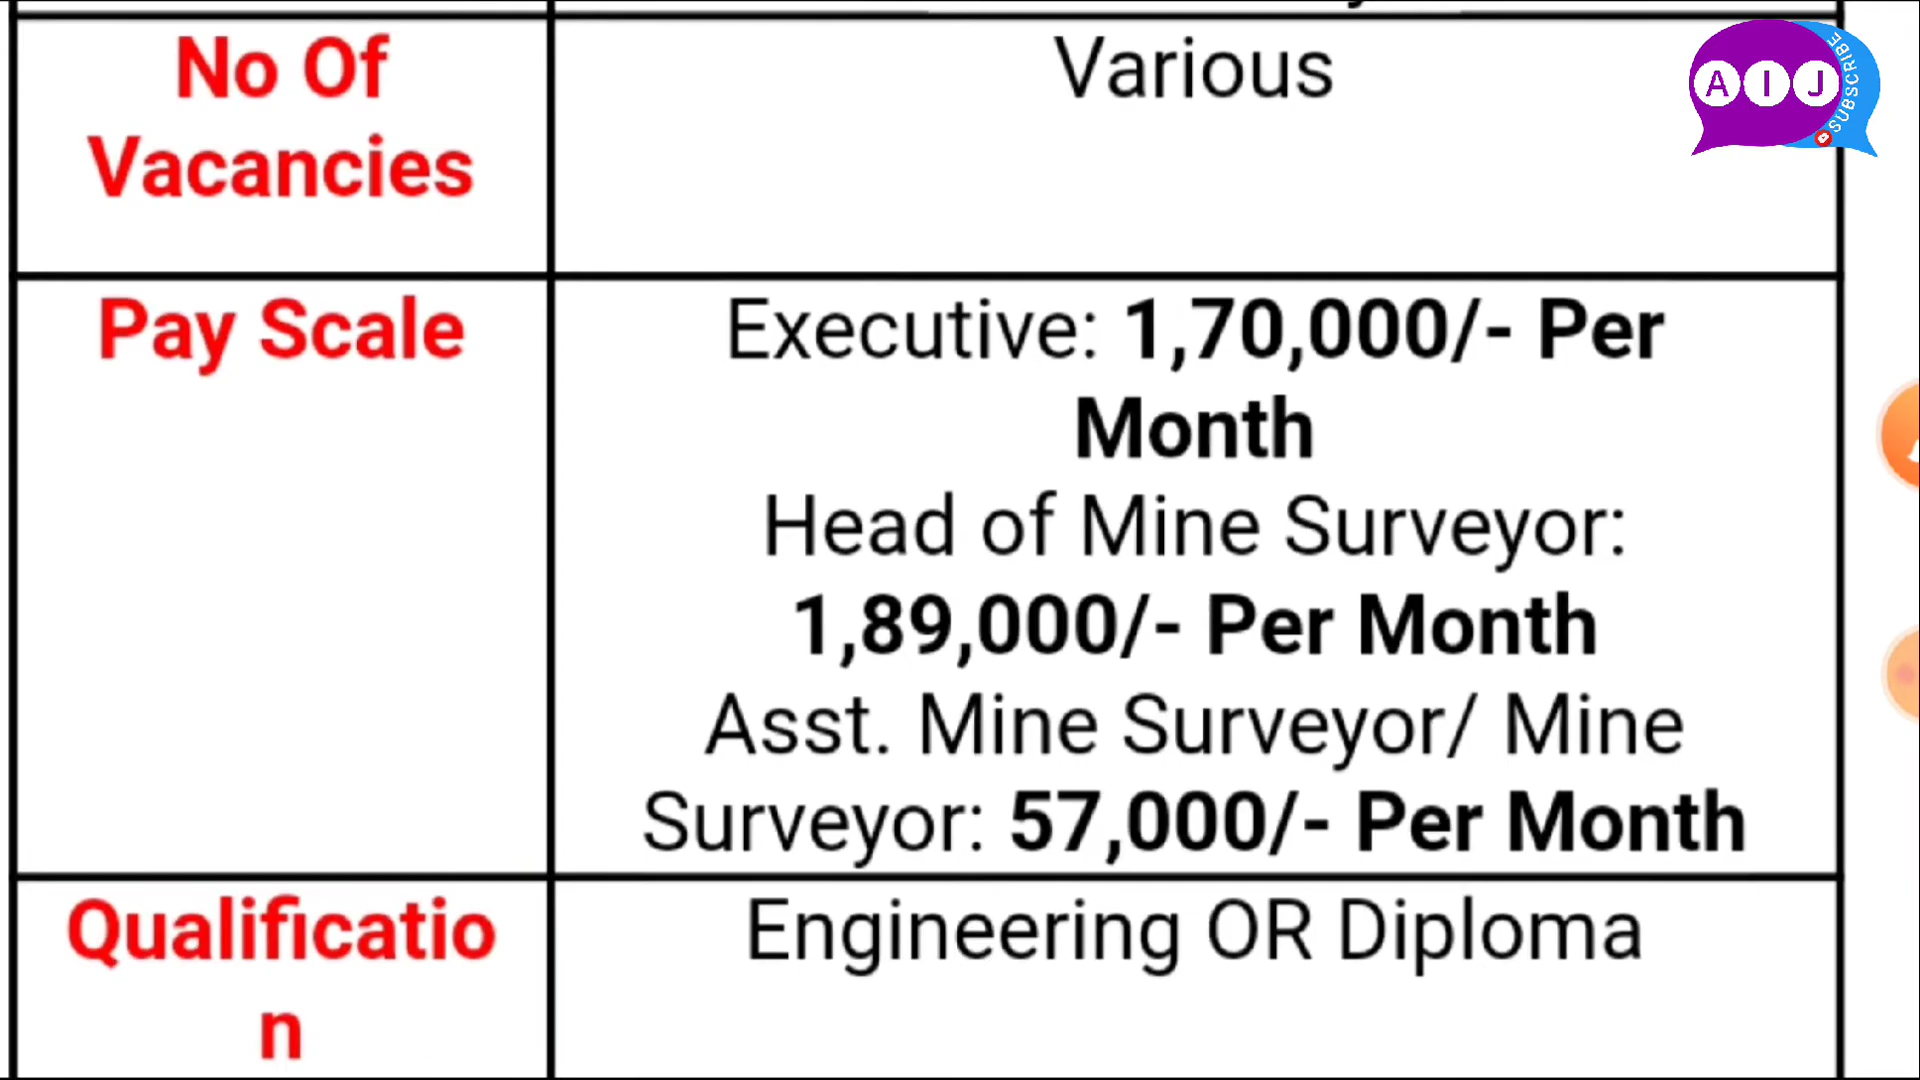 No Of
Vacancies
Various
Pay Scale
Executive: 1,70,000/- Per
Month
Head of Mine Surveyor:
1,89,000/- Per Month
Asst. Mine Surveyor/ Mine
Surveyor: 57,000/- Per Month
Qualificatio
n
Engineering OR Diploma
AIJ
SUBSCRIBE